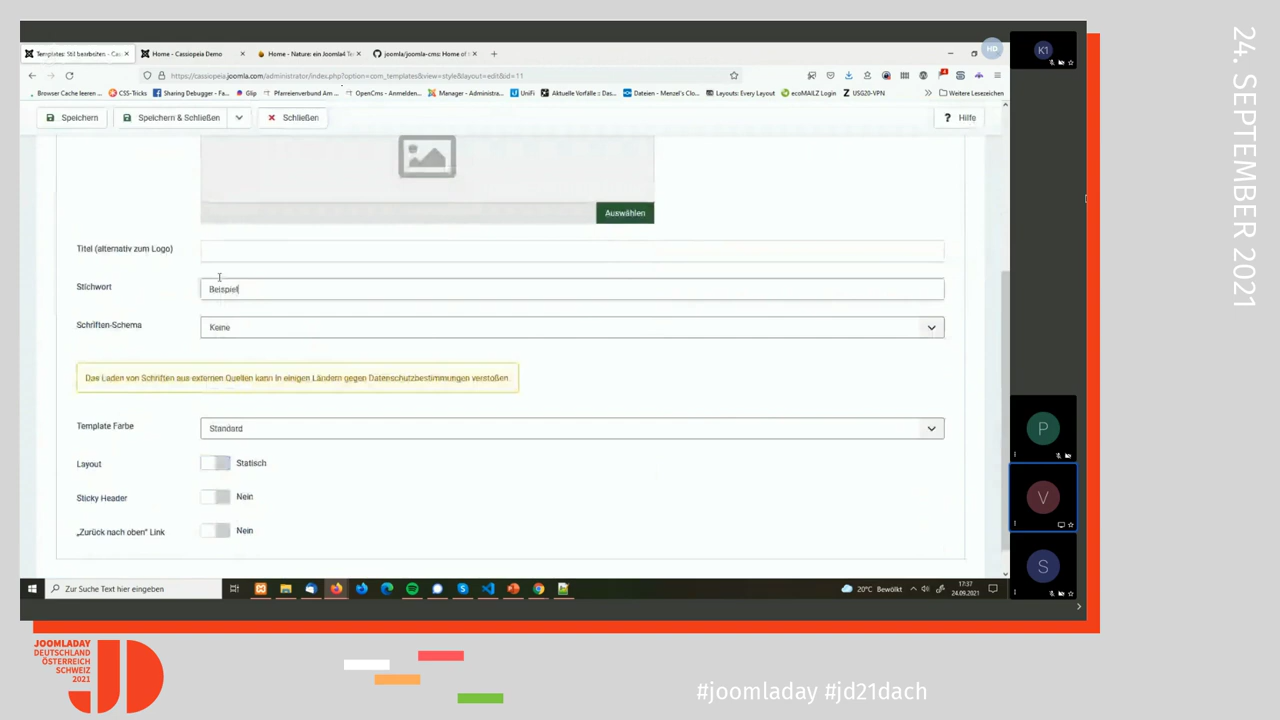 Templates: Stil bearbeiten - Cas
Home - Cassiopeia Demo
Home - Nature: ein Joomla4 Te
joomla/joomla-cms: Home of
HD
K1
https://cassiopeia.joomla.com/administrator/index.php?option=com_templates&view=style&layout=edit&id=11
Browser Cache leeren ...
CSS-Tricks
Sharing Debugger - Fa...
Glip
Pfarreienverbund Am ...
OpenCms - Anmelden...
Manager - Administra...
UniFi
Aktuelle Vorfälle :: Das...
Dateien - Menzel's Clo...
Layouts: Every Layout
ecoMAILZ Login
USG20-VPN
Weitere Lesezeichen
Speichern
Speichern & Schließen
Schließen
? Hilfe
Auswählen
Titel (alternativ zum Logo)
Stichwort
Beispiel
Schriften-Schema
Keine
Das Laden von Schriften aus externen Quellen kann in einigen Ländern gegen Datenschutzbestimmungen verstoßen.
Template Farbe
Standard
Layout
Statisch
Sticky Header
Nein
„Zurück nach oben" Link
Nein
P
V
S
Zur Suche Text hier eingeben
20°C Bewölkt
17:37
24.09.2021
24. SEPTEMBER 2021
JOOMLADAY
DEUTSCHLAND
ÖSTERREICH
SCHWEIZ
2021
JD
#joomladay #jd21dach